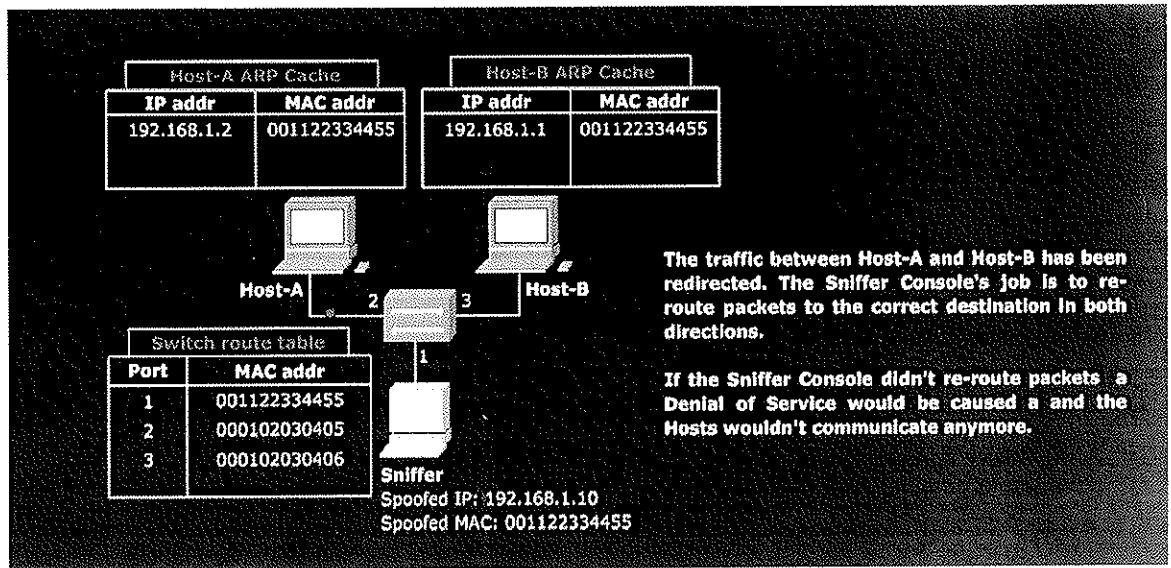 Host-A ARP Cache
IP addr MAC addr
192.168.1.2 001122334455
Host-B ARP Cache
IP addr MAC addr
192.168.1.1 001122334455
Host-A
2
3
Host-B
1
Switch route table
Port MAC addr
1 001122334455
2 000102030405
3 000102030406
Sniffer
Spoofed IP: 192.168.1.10
Spoofed MAC: 001122334455
The traffic between Host-A and Host-B has been
redirected. The Sniffer Console's job is to re-
route packets to the correct destination in both
directions.
If the Sniffer Console didn't re-route packets a
Denial of Service would be caused a and the
Hosts wouldn't communicate anymore.